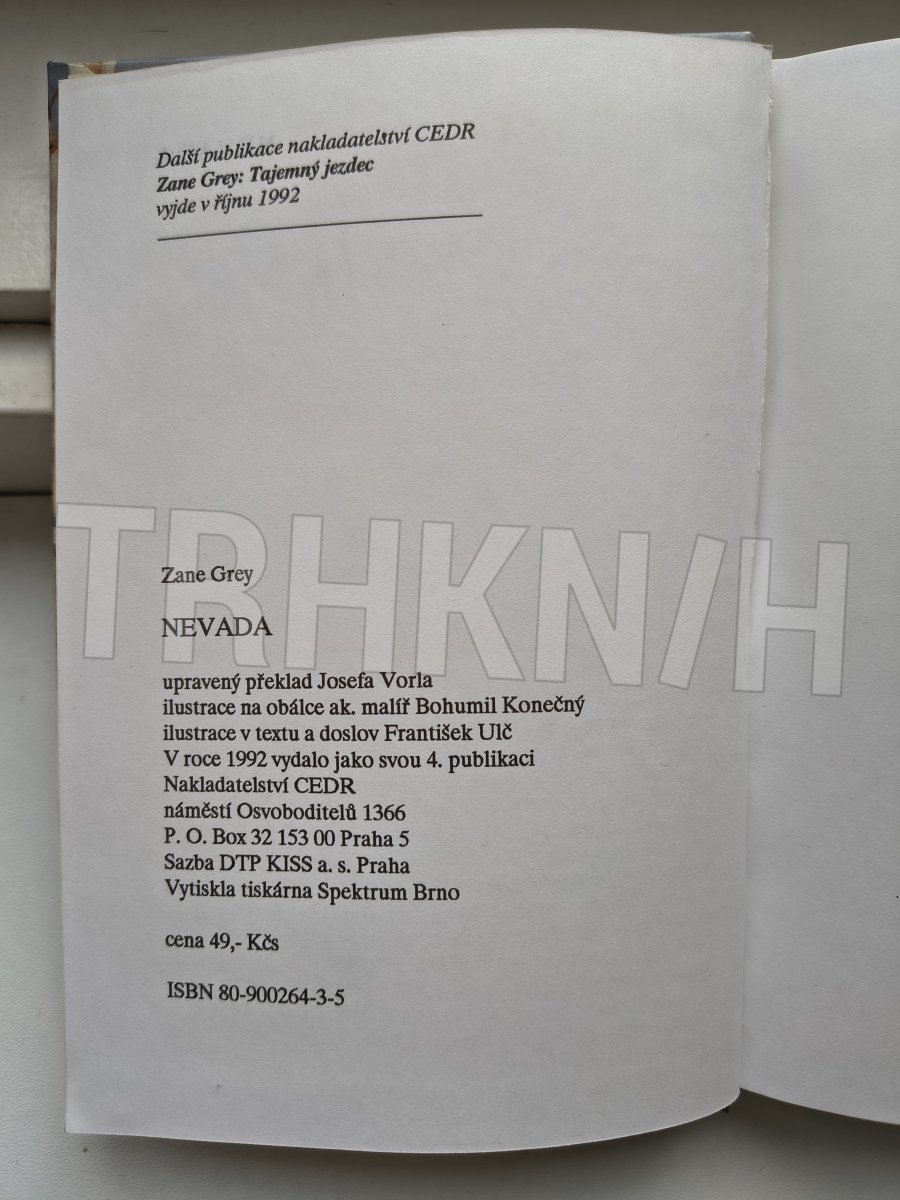 Další publikace nakladatelství CEDR
Zane Grey: Tajemný jezdec
vyjde v říjnu 1992
TRHKN/H
Zane Grey
NEVADA
upravený překlad Josefa Vorla
ilustrace na obálce ak. malíř Bohumil Konečný
ilustrace v textu a doslov František Ulč
V roce 1992 vydalo jako svou 4. publikaci
Nakladatelství CEDR
náměstí Osvoboditelů 1366
P. O. Box 32 153 00 Praha 5
Sazba DTP KISS a. s. Praha
Vytiskla tiskárna Spektrum Brno
cena 49,- Kčs
ISBN 80-900264-3-5